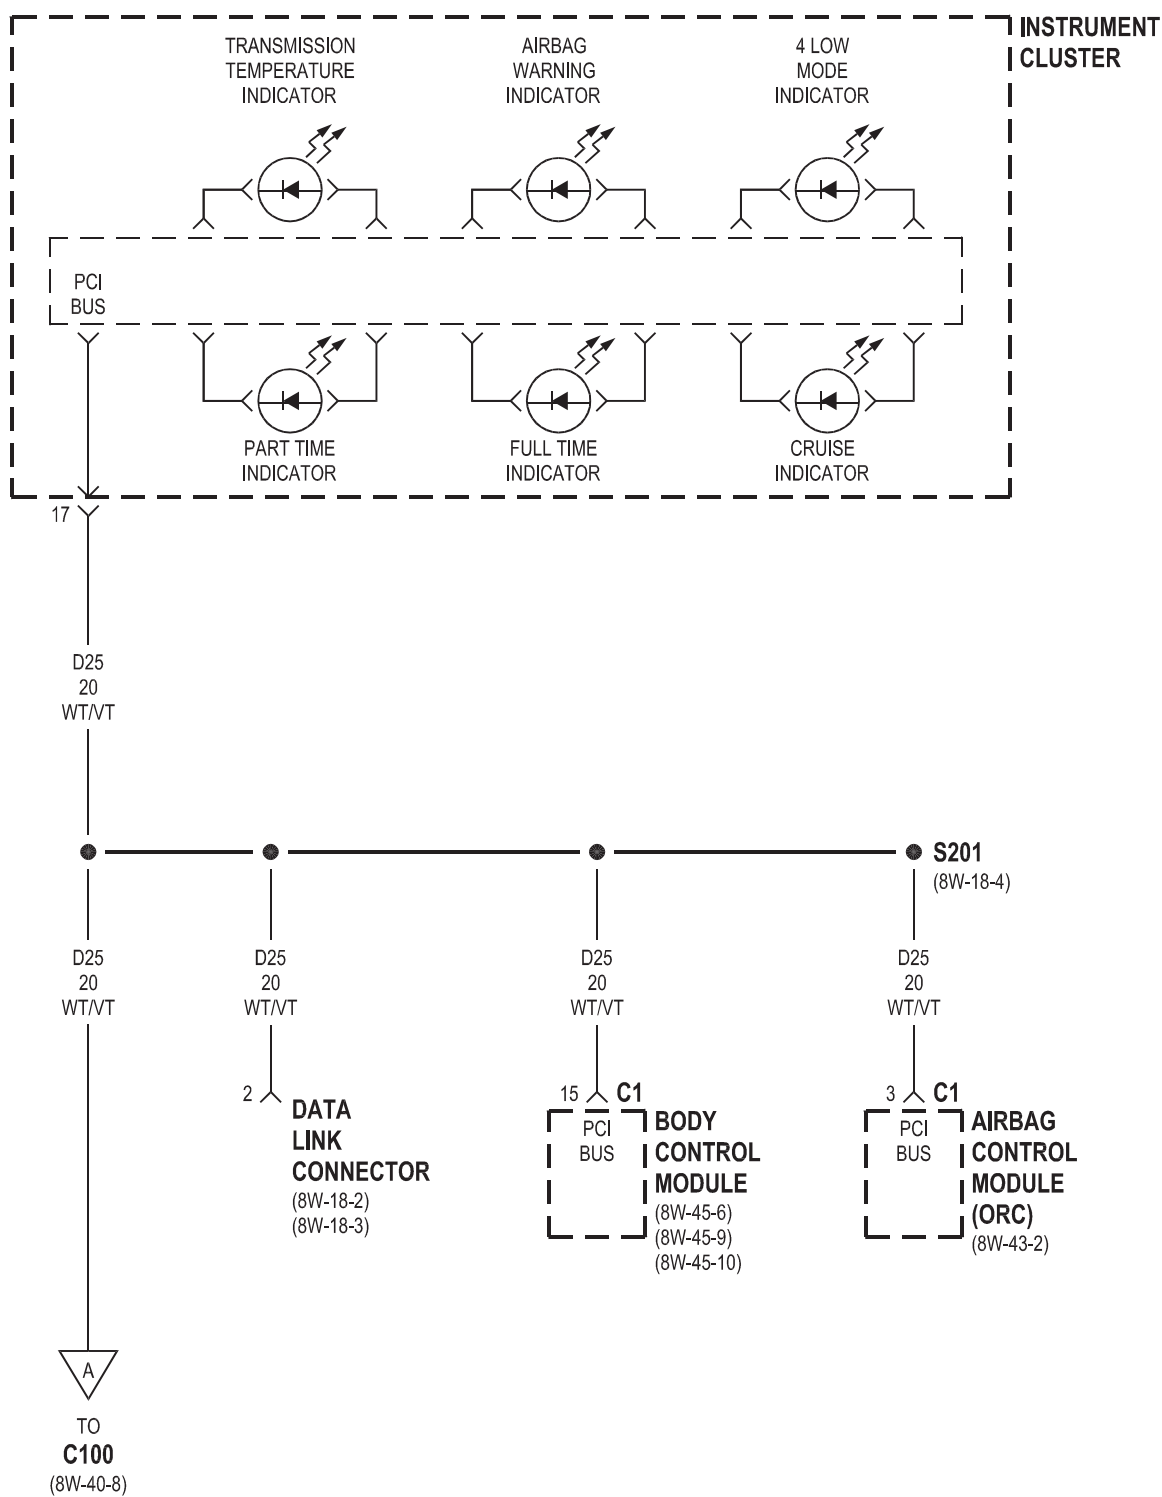 INSTRUMENT
CLUSTER
TRANSMISSION
TEMPERATURE
INDICATOR
AIRBAG
WARNING
INDICATOR
4 LOW
MODE
INDICATOR
PCI
BUS
PART TIME
INDICATOR
FULL TIME
INDICATOR
CRUISE
INDICATOR
17
D25
20
WT/VT
S201
(8W-18-4)
D25
20
WT/VT
D25
20
WT/VT
D25
20
WT/VT
D25
20
WT/VT
2
DATA
LINK
CONNECTOR
(8W-18-2)
(8W-18-3)
15 C1
PCI
BUS
BODY
CONTROL
MODULE
(8W-45-6)
(8W-45-9)
(8W-45-10)
3 C1
PCI
BUS
AIRBAG
CONTROL
MODULE
(ORC)
(8W-43-2)
A
TO
C100
(8W-40-8)